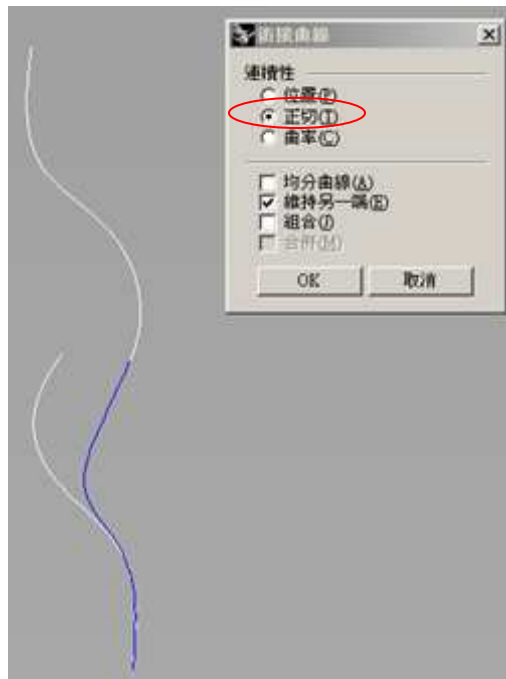 銜接曲線
連續性
位置(P)
正切(T)
曲率(C)
均分曲線(A)
維持另一端(E)
組合(J)
合併(M)
OK
取消